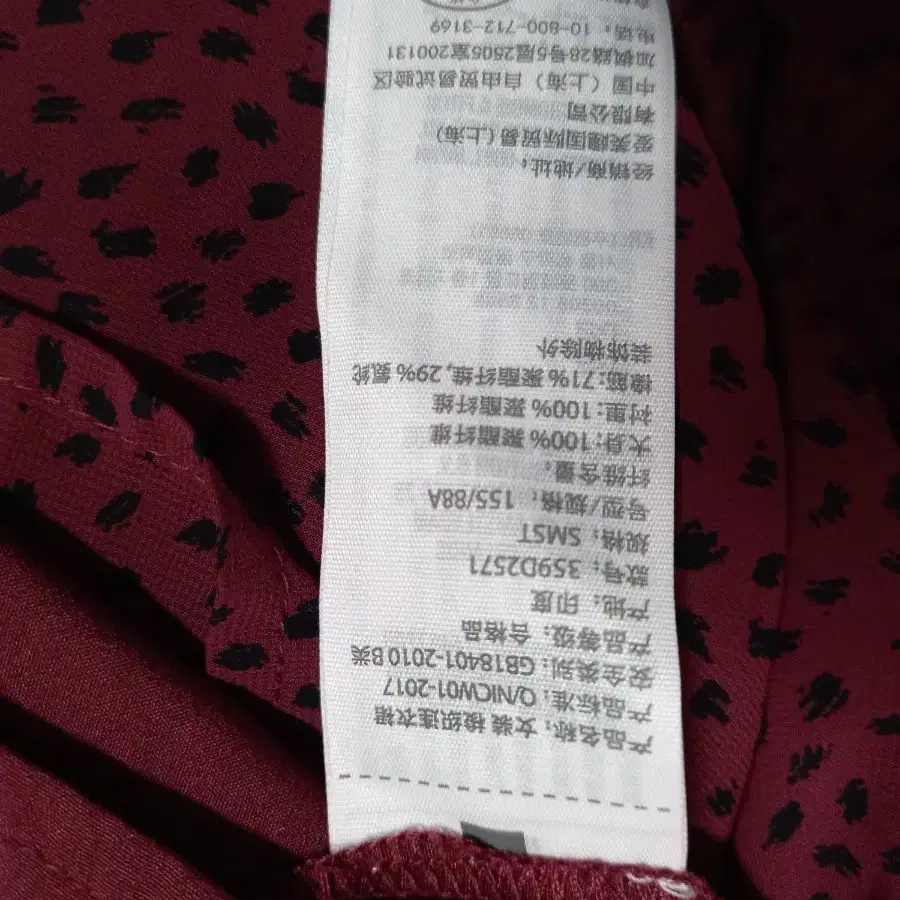 产品名称：女装梭织连衣裙
产品标准：Q/NICW01-2017
安全类别：GB18401-2010 B类
产品等级：合格品
产地：印度
款号：359D2571
规格：SMST
号型/规格：155/88A
纤维含量：
大身：100% 聚酯纤维
衬里：100% 聚酯纤维
橡筋：71% 聚酯纤维, 29% 氨纶
装饰物除外
经销商/地址：
爱美趣国际贸易(上海)
有限公司
中国（上海）自由贸易试验区
加枫路28号5层2505室200131
电话：10-800-712-3169